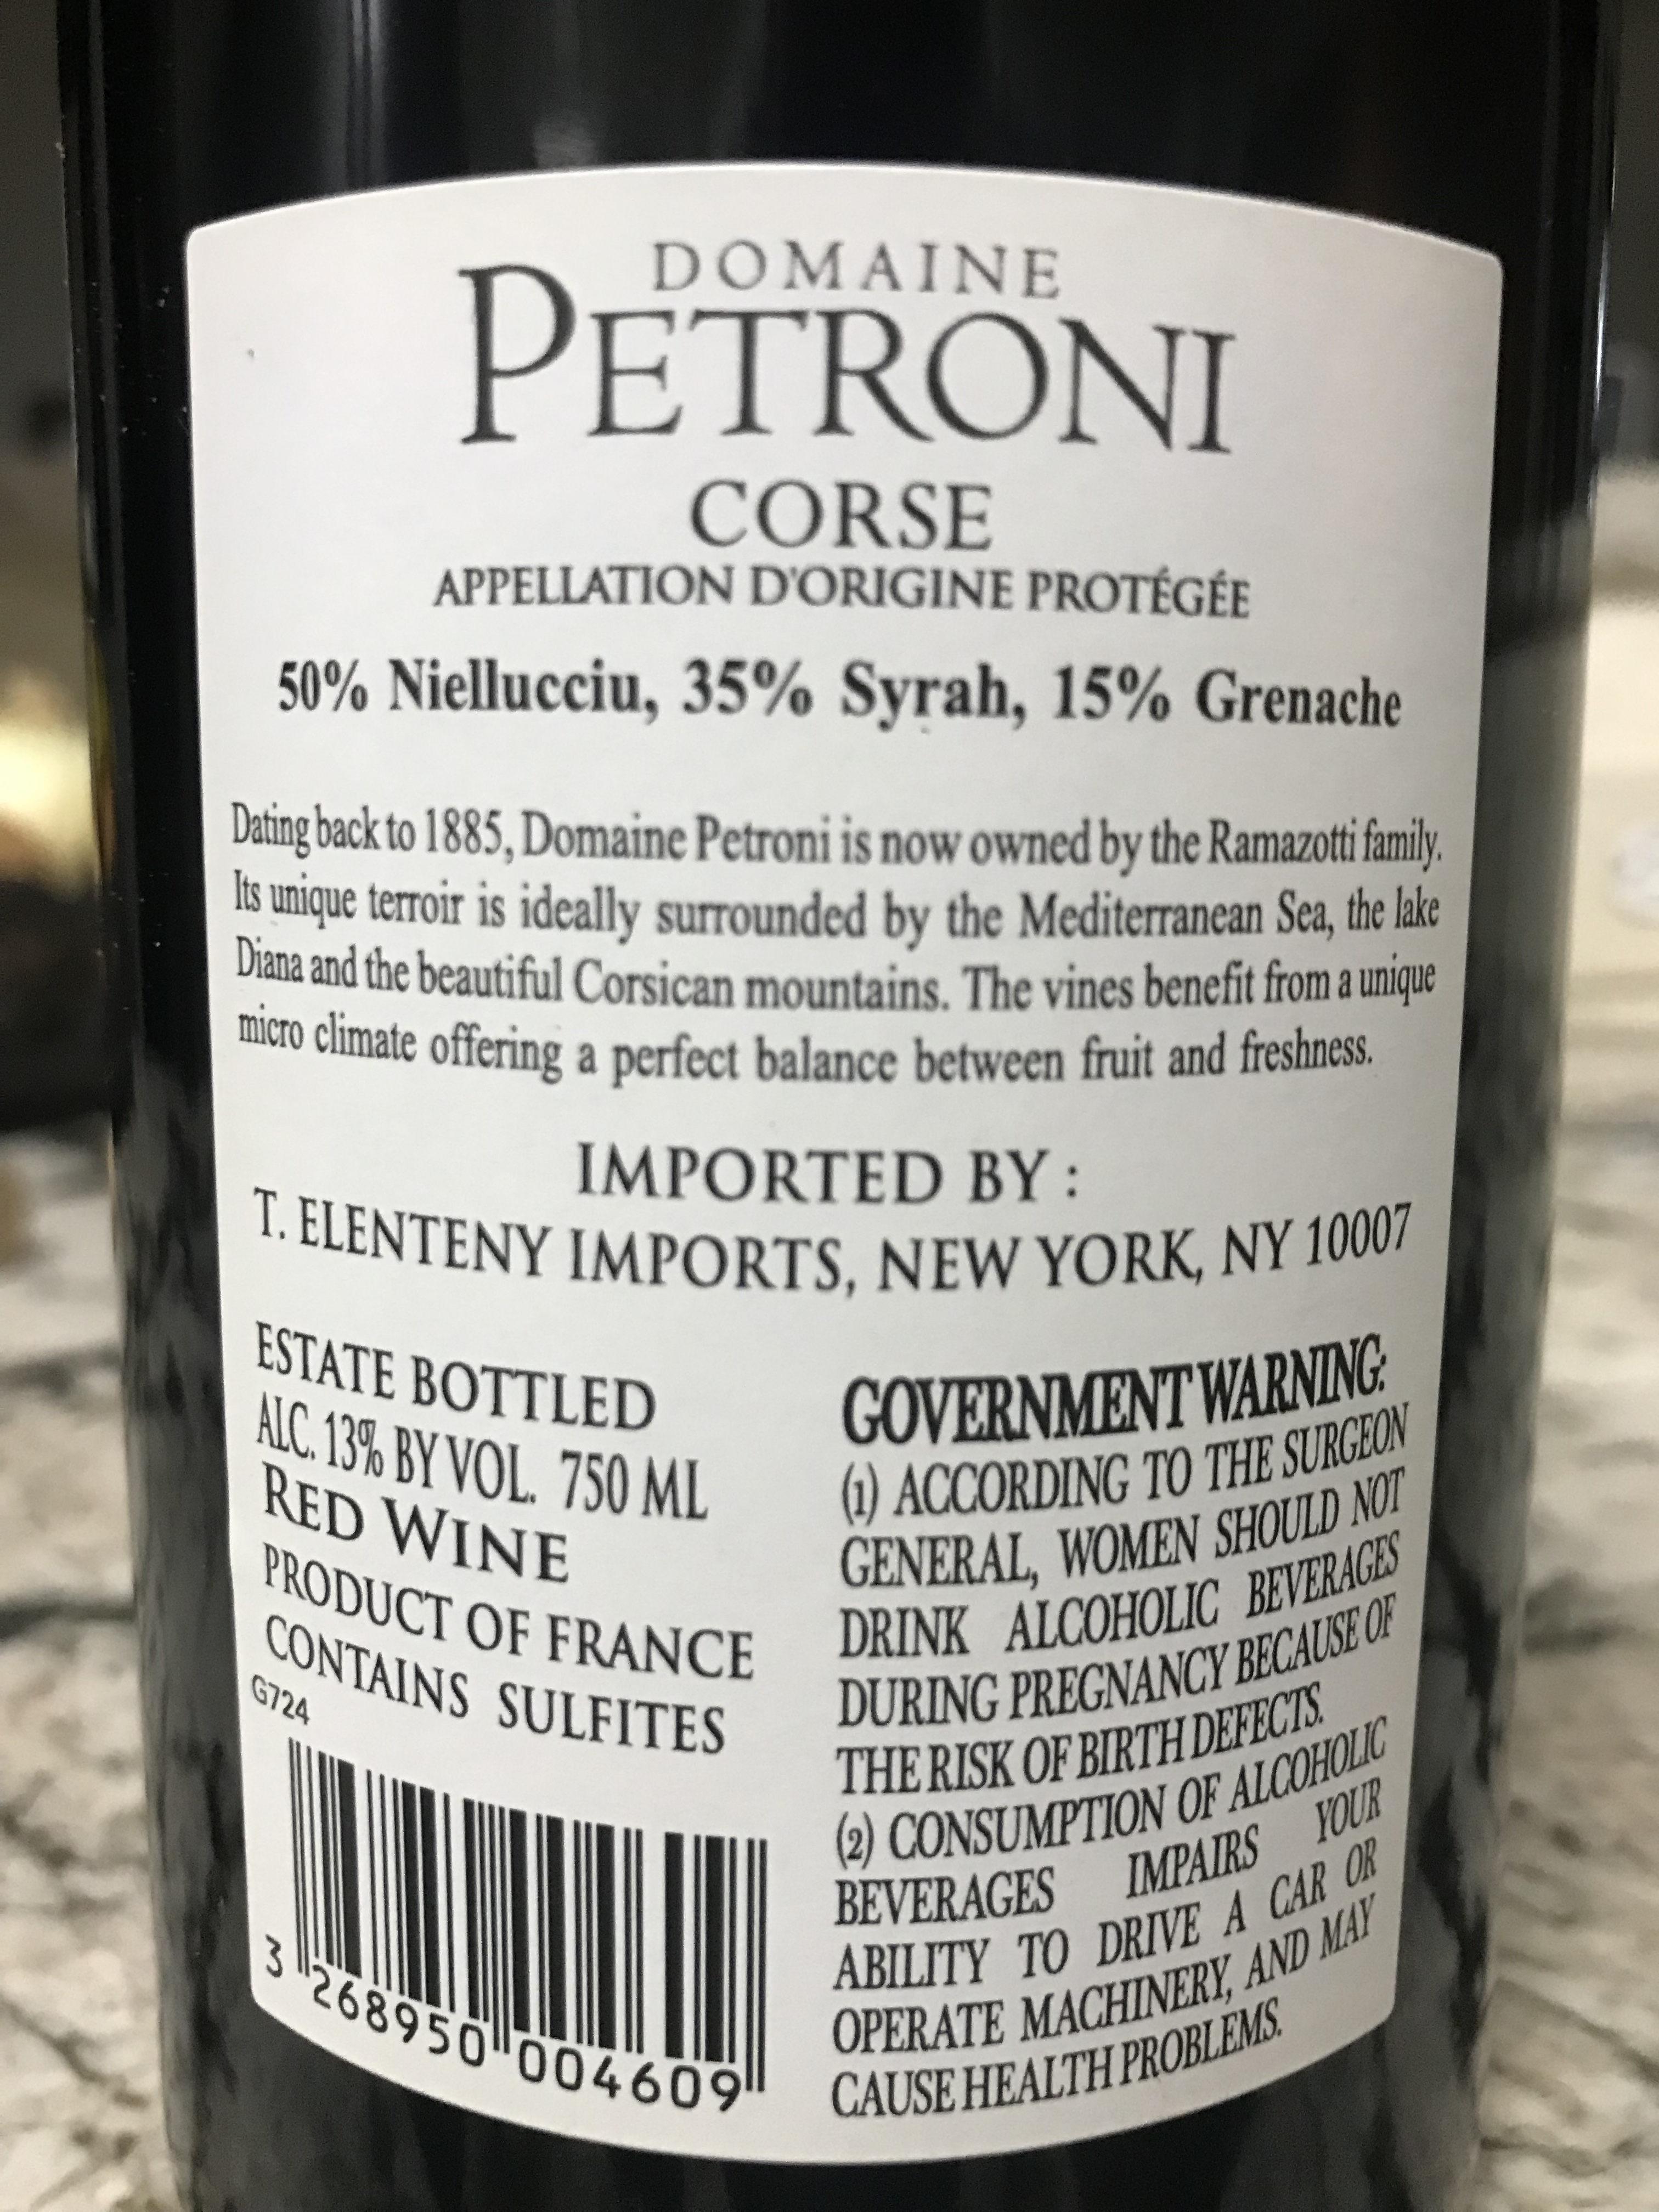 DOMAINE
PETRONI
CORSE
APPELLATION D'ORIGINE PROTÉGÉE
50% Niellucciu, 35% Syrah, 15% Grenache
Dating back to 1885, Domaine Petroni is now owned by the Ramazotti family.
Its unique terroir is ideally surrounded by the Mediterranean Sea, the lake
Diana and the beautiful Corsican mountains. The vines benefit from a unique
micro climate offering a perfect balance between fruit and freshness.
IMPORTED BY :
T. ELENTENY IMPORTS, NEW YORK, NY 10007
ESTATE BOTTLED
ALC. 13% BY VOL. 750 ML
RED WINE
PRODUCT OF FRANCE
CONTAINS SULFITES
G724
3 268950 004609
GOVERNMENT WARNING:
(1) ACCORDING TO THE SURGEON
GENERAL, WOMEN SHOULD NOT
DRINK ALCOHOLIC BEVERAGES
DURING PREGNANCY BECAUSE OF
THE RISK OF BIRTH DEFECTS.
(2) CONSUMPTION OF ALCOHOLIC
BEVERAGES IMPAIRS YOUR
ABILITY TO DRIVE A CAR OR
OPERATE MACHINERY, AND MAY
CAUSE HEALTH PROBLEMS.